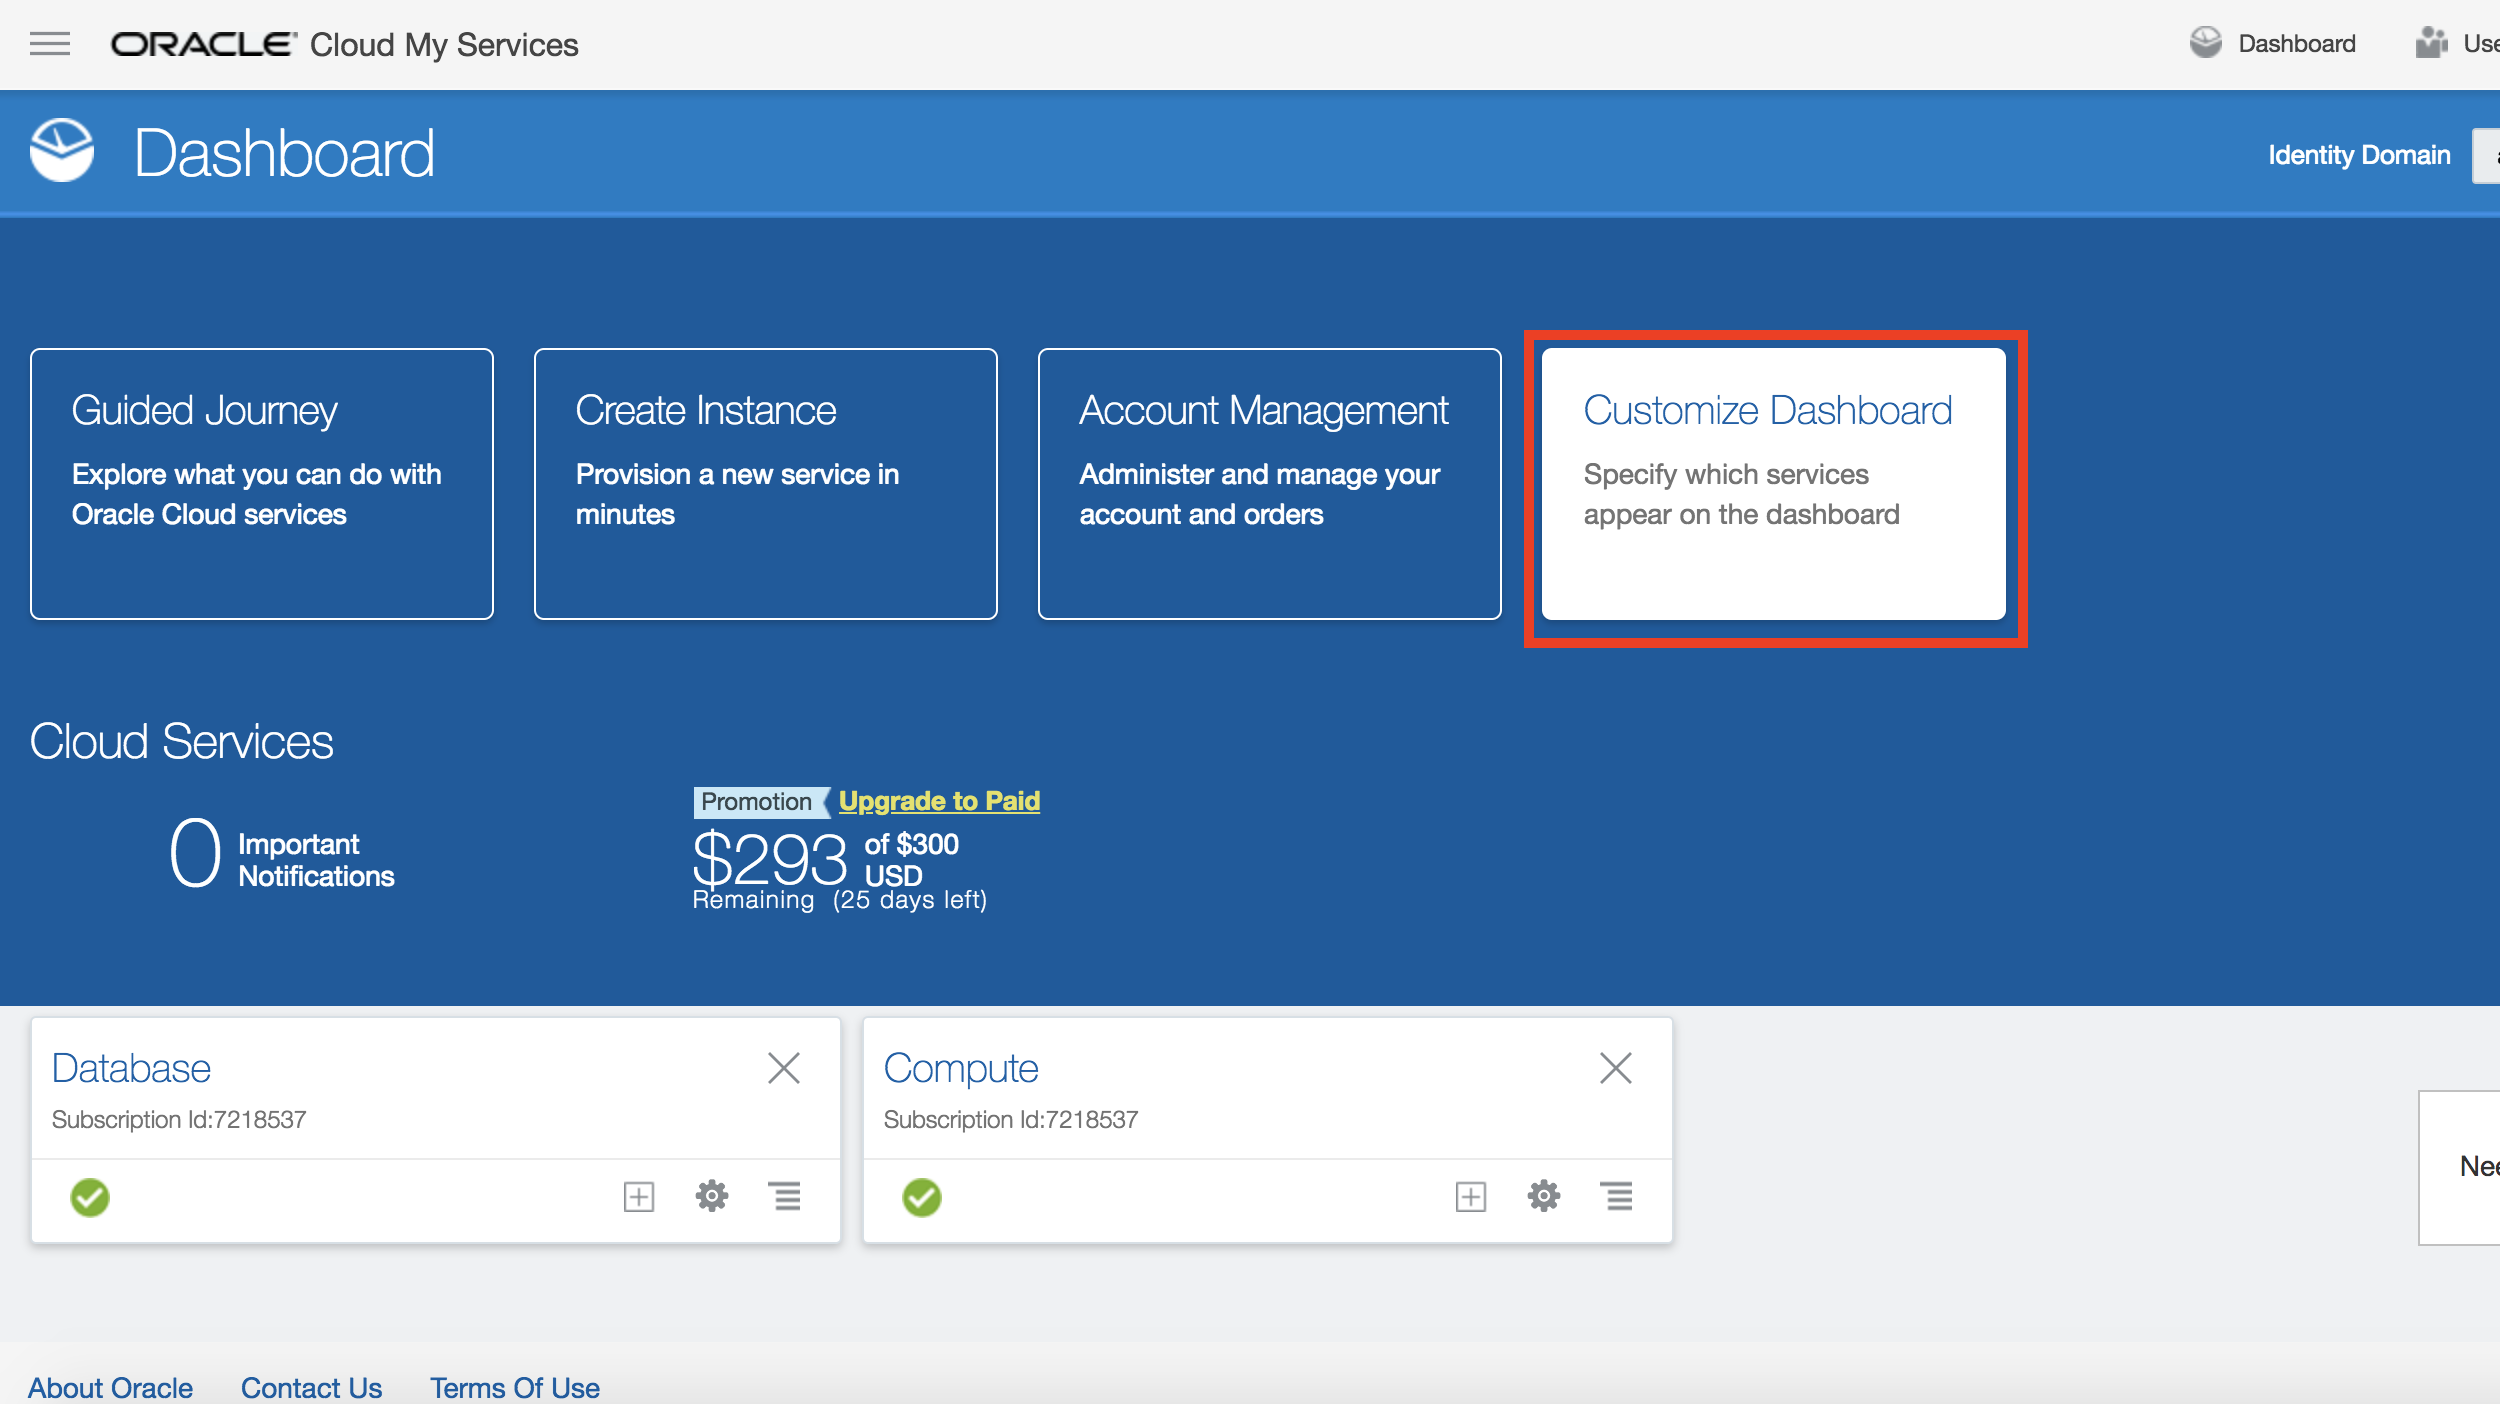 ORACLE Cloud My Services
Dashboard
Dashboard
Identity Domain
Guided Journey
Explore what you can do with
Oracle Cloud services
Create Instance
Provision a new service in
minutes
Account Management
Administer and manage your
account and orders
Customize Dashboard
Specify which services
appear on the dashboard
Cloud Services
0 Important
Notifications
Promotion Upgrade to Paid
$293 of $300
USD
Remaining (25 days left)
Database
Subscription Id:7218537
Compute
Subscription Id:7218537
About Oracle Contact Us Terms Of Use